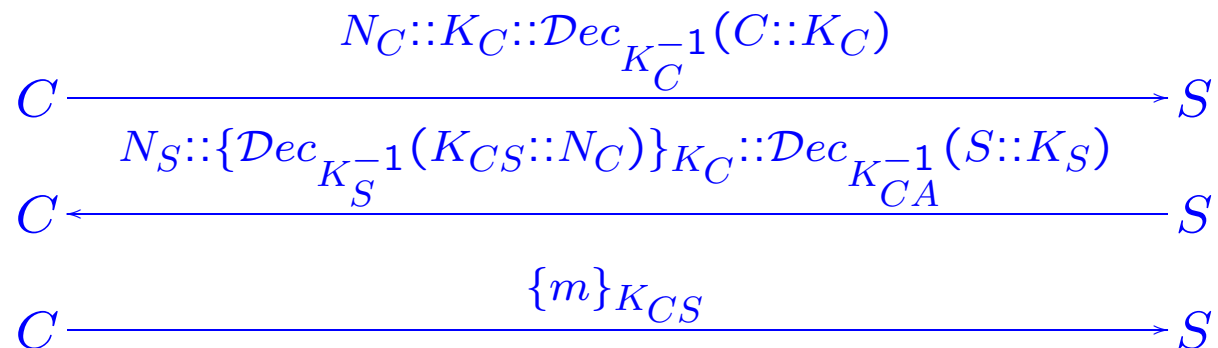 N_C::K_C::Dec_{K_C^{-1}}(C::K_C)
C S
N_S::{Dec_{K_S^{-1}}(K_{CS}::N_C)}_{K_C}::Dec_{K_{CA}^{-1}}(S::K_S)
C S
{m}_{K_{CS}}
C S